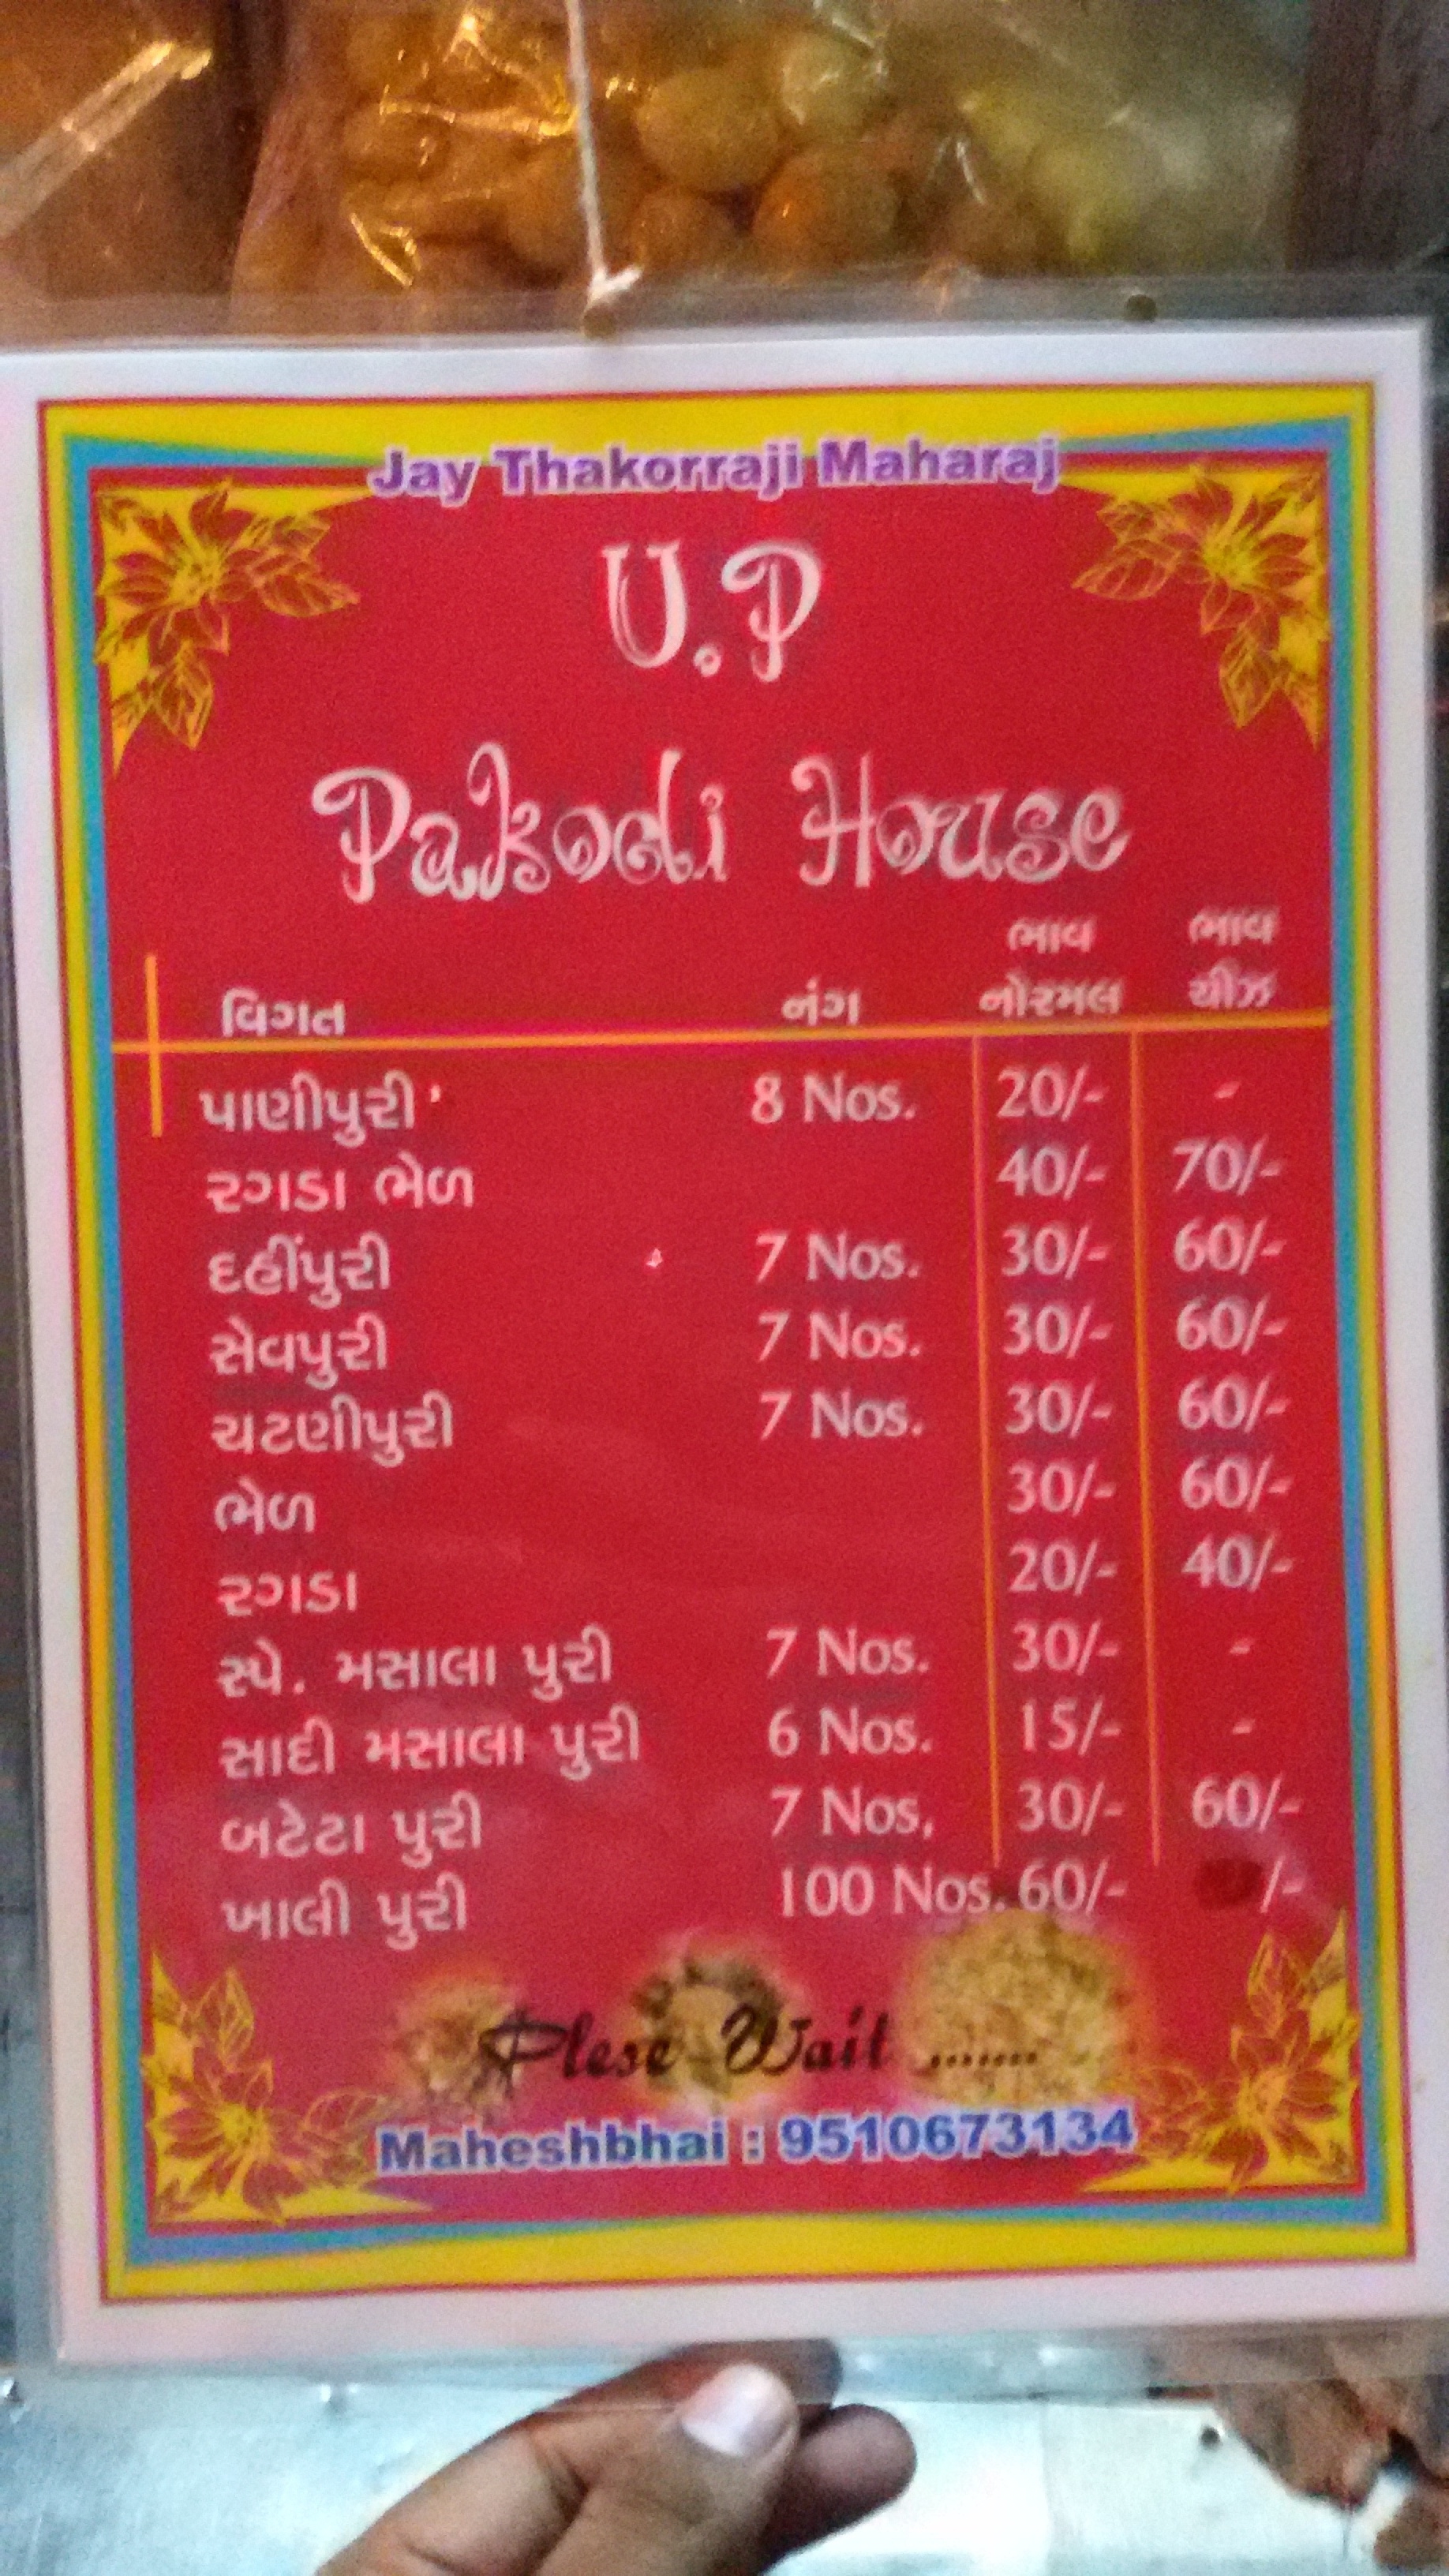 Jay Thakorraji Maharaj
U.P
Pakodi House
ભાવ ભાવ
વિગત નંગ નોરમલ ચીઝ
પાણીપુરી 8 Nos. 20/- -
રગડા ભેળ 40/- 70/-
દહીંપુરી 7 Nos. 30/- 60/-
સેવપુરી 7 Nos. 30/- 60/-
ચટણીપુરી 7 Nos. 30/- 60/-
ભેળ 30/- 60/-
રગડા 20/- 40/-
સ્પે. મસાલા પુરી 7 Nos. 30/- -
સાદી મસાલા પુરી 6 Nos. 15/- -
બટેટા પુરી 7 Nos. 30/- 60/-
ખાલી પુરી 100 Nos. 60/- /-
Plese Wait .......
Maheshbhai : 9510673134